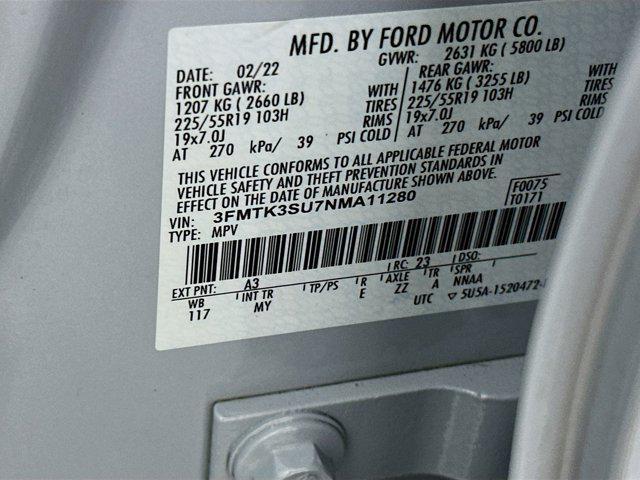 MFD. BY FORD MOTOR CO.
DATE: 02/22 GVWR: 2631 KG ( 5800 LB)
FRONT GAWR: REAR GAWR:
1207 KG ( 2660 LB) WITH 1476 KG ( 3255 LB) WITH
225/55R19 103H TIRES 225/55R19 103H TIRES
19x7.0J RIMS 19x7.0J RIMS
AT 270 kPa/ 39 PSI COLD AT 270 kPa/ 39 PSI COLD
THIS VEHICLE CONFORMS TO ALL APPLICABLE FEDERAL MOTOR
VEHICLE SAFETY AND THEFT PREVENTION STANDARDS IN
EFFECT ON THE DATE OF MANUFACTURE SHOWN ABOVE.
VIN: 3FMTK3SU7NMA11280 F0075
TYPE: MPV T0171
EXT PNT: A3 RC: 23 DSO:
WB INT TR TP/PS R AXLE TR SPR
117 MY E ZZ A NNAA
UTC ▽ 5U5A-1520472-